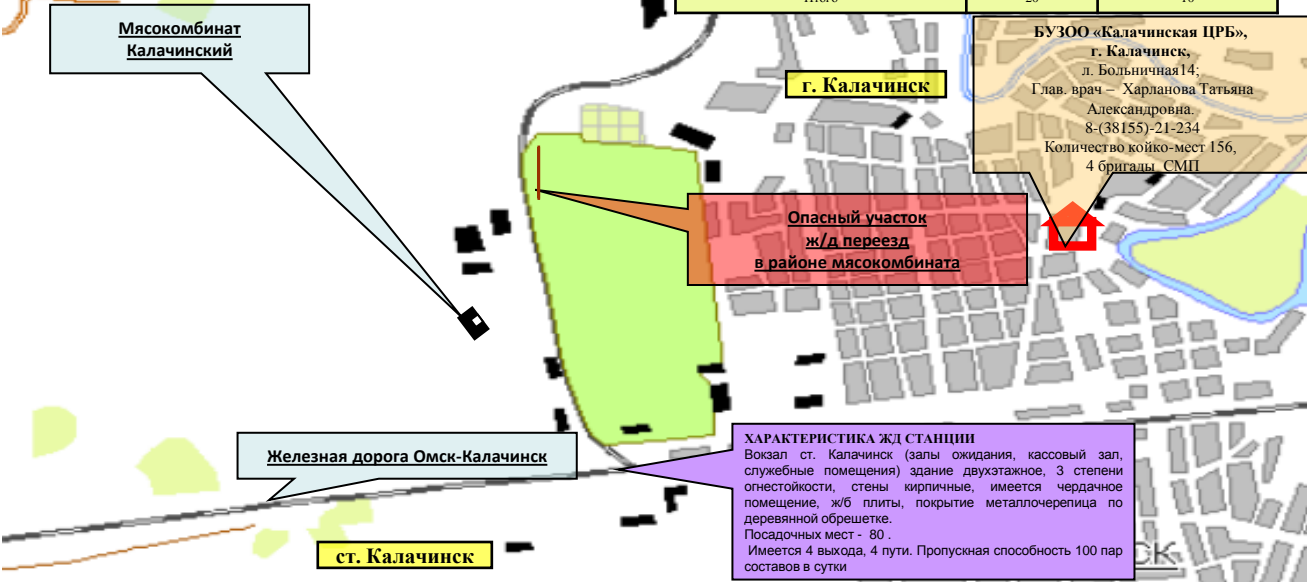 Итого 20 10
Мясокомбинат
Калачинский
г. Калачинск
БУЗОО «Калачинская ЦРБ»,
г. Калачинск,
л. Больничная14;
Глав. врач – Харланова Татьяна
Александровна.
8-(38155)-21-234
Количество койко-мест 156,
4 бригады СМП
Опасный участок
ж/д переезд
в районе мясокомбината
Железная дорога Омск-Калачинск
ХАРАКТЕРИСТИКА ЖД СТАНЦИИ
Вокзал ст. Калачинск (залы ожидания, кассовый зал,
служебные помещения) здание двухэтажное, 3 степени
огнестойкости, стены кирпичные, имеется чердачное
помещение, ж/б плиты, покрытие металлочерепица по
деревянной обрешетке.
Посадочных мест - 80 .
Имеется 4 выхода, 4 пути. Пропускная способность 100 пар
составов в сутки
ст. Калачинск
СК